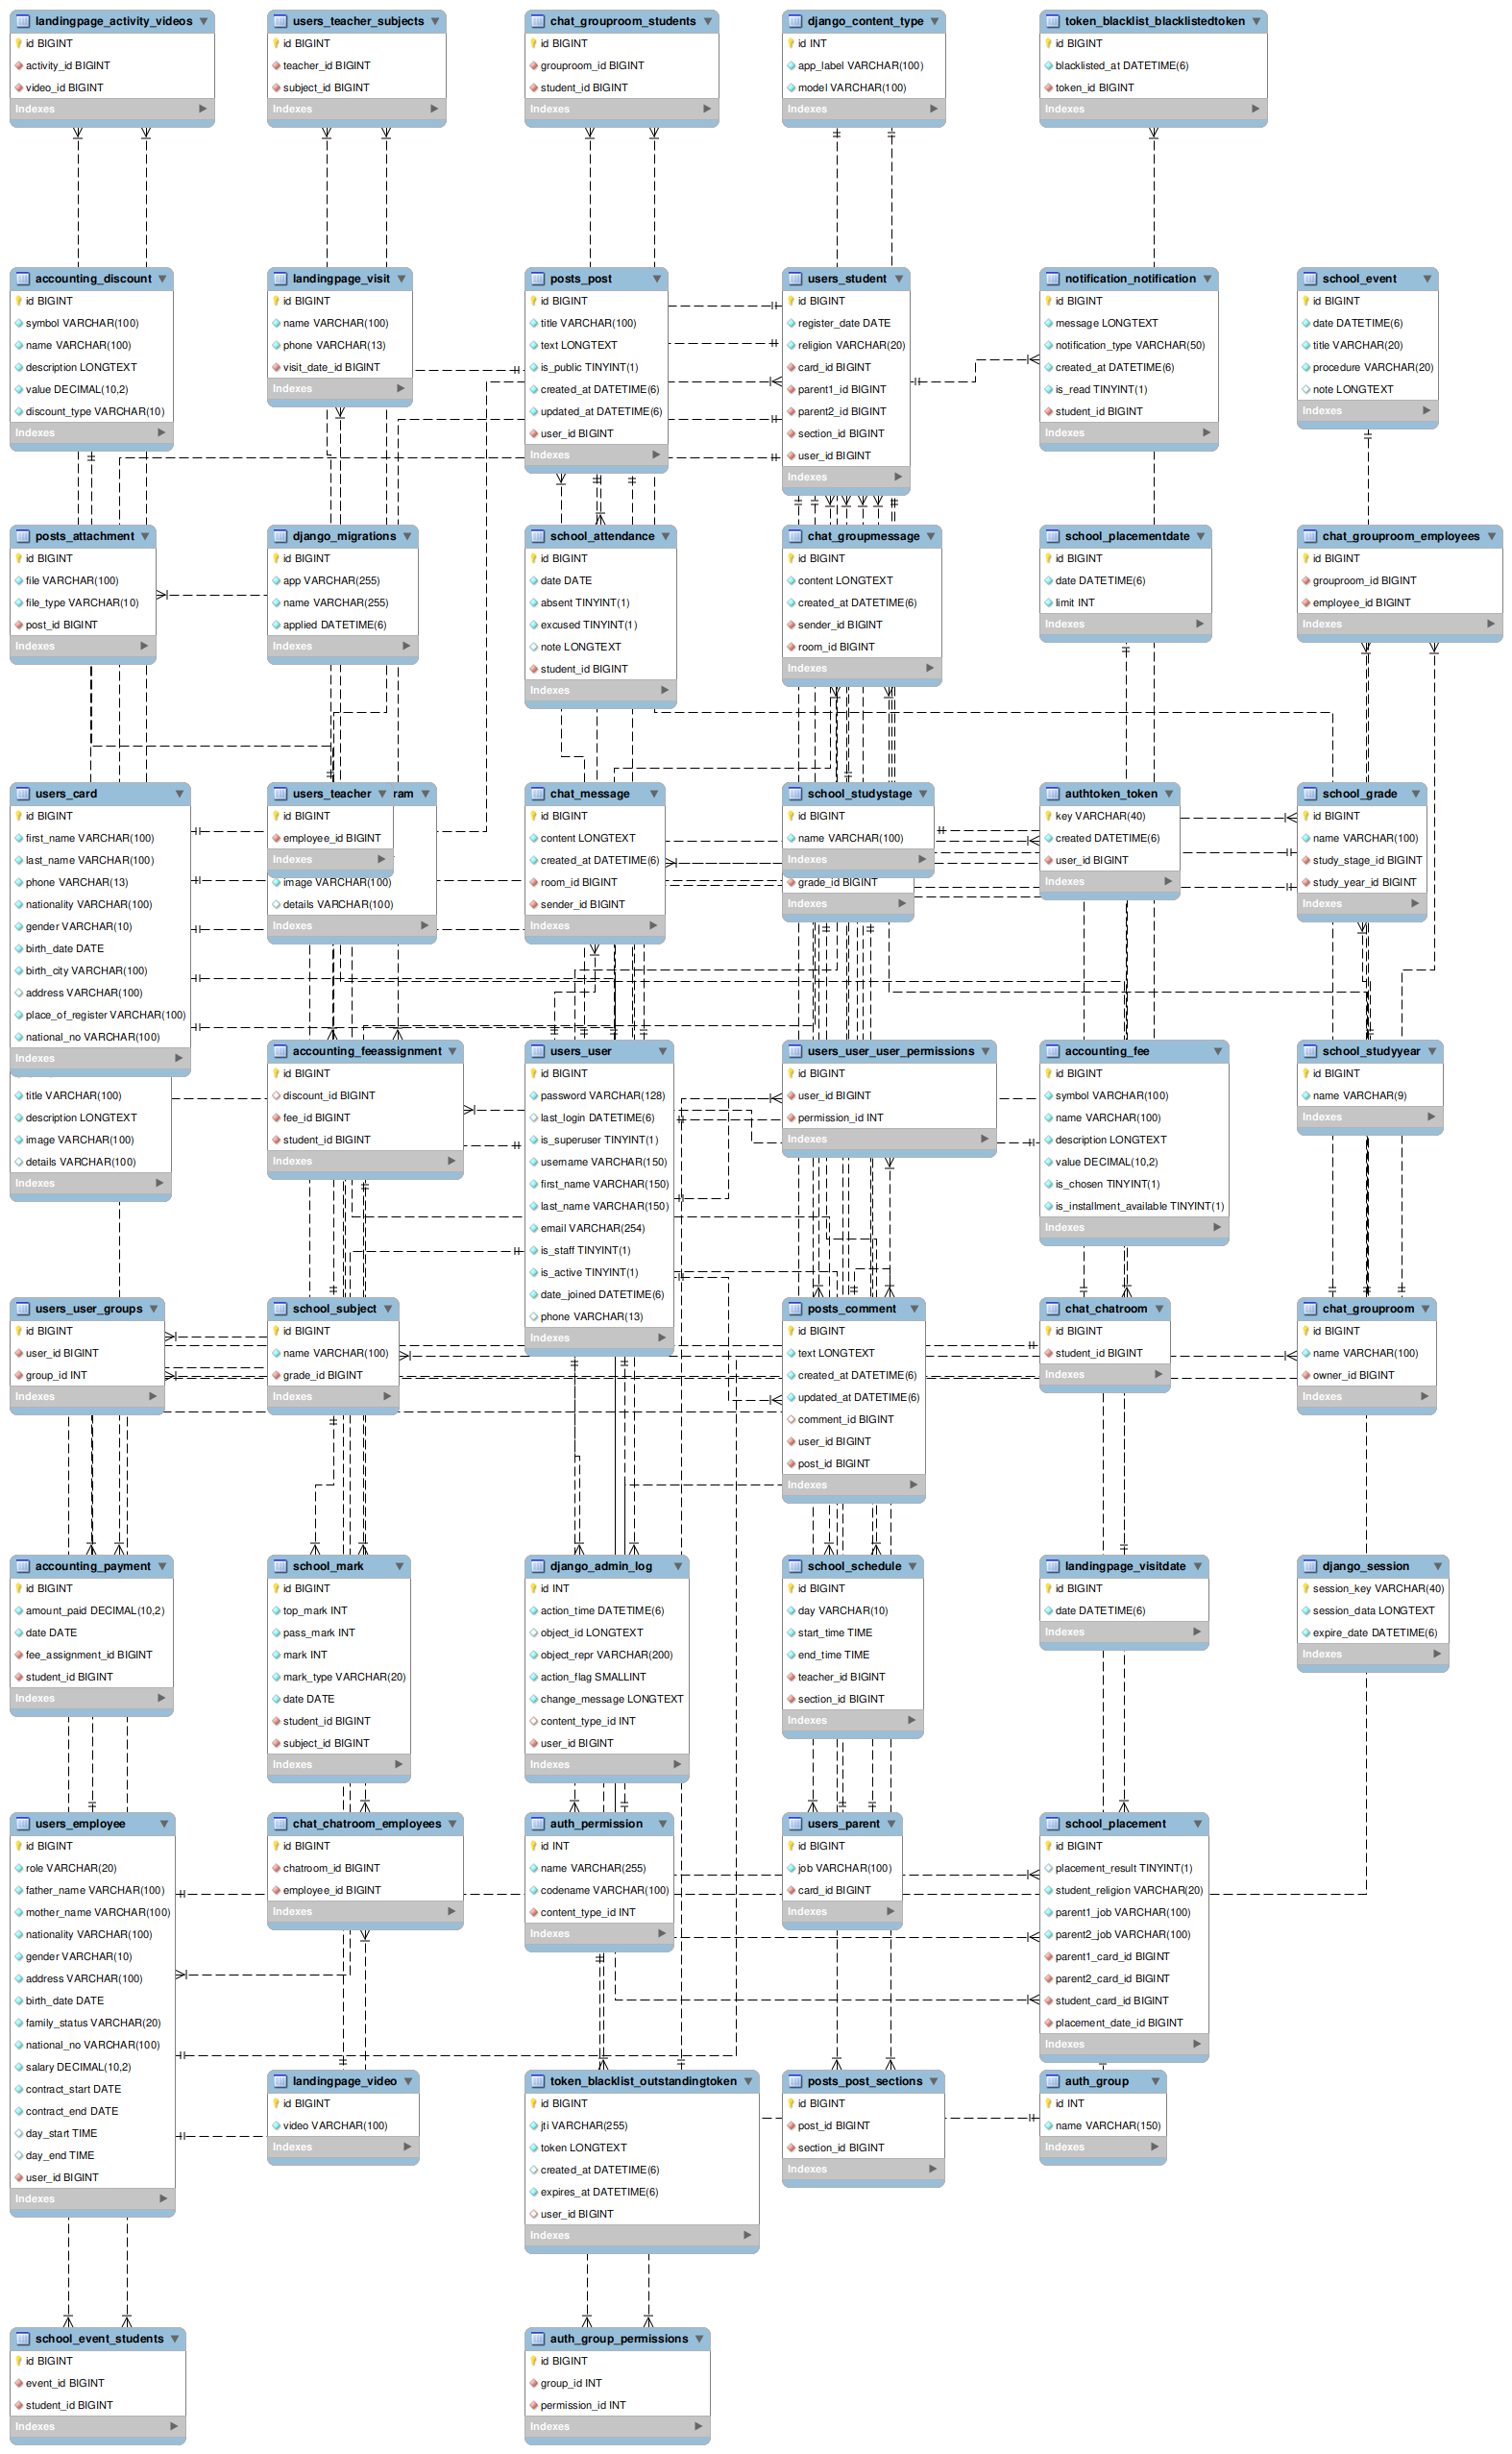 landingpage_activity_videos
id BIGINT
activity_id BIGINT
video_id BIGINT
Indexes
users_teacher_subjects
id BIGINT
teacher_id BIGINT
subject_id BIGINT
Indexes
chat_grouproom_students
id BIGINT
grouproom_id BIGINT
student_id BIGINT
Indexes
django_content_type
id INT
app_label VARCHAR(100)
model VARCHAR(100)
Indexes
token_blacklist_blacklistedtoken
id BIGINT
blacklisted_at DATETIME(6)
token_id BIGINT
Indexes
accounting_discount
id BIGINT
symbol VARCHAR(100)
name VARCHAR(100)
description LONGTEXT
value DECIMAL(10,2)
discount_type VARCHAR(10)
Indexes
landingpage_visit
id BIGINT
name VARCHAR(100)
phone VARCHAR(13)
visit_date_id BIGINT
Indexes
posts_post
id BIGINT
title VARCHAR(100)
text LONGTEXT
is_public TINYINT(1)
created_at DATETIME(6)
updated_at DATETIME(6)
user_id BIGINT
Indexes
users_student
id BIGINT
register_date DATE
religion VARCHAR(20)
card_id BIGINT
parent1_id BIGINT
parent2_id BIGINT
section_id BIGINT
user_id BIGINT
Indexes
notification_notification
id BIGINT
message LONGTEXT
notification_type VARCHAR(50)
created_at DATETIME(6)
is_read TINYINT(1)
student_id BIGINT
Indexes
school_event
id BIGINT
date DATETIME(6)
title VARCHAR(20)
procedure VARCHAR(20)
note LONGTEXT
Indexes
posts_attachment
id BIGINT
file VARCHAR(100)
file_type VARCHAR(10)
post_id BIGINT
Indexes
django_migrations
id BIGINT
app VARCHAR(255)
name VARCHAR(255)
applied DATETIME(6)
Indexes
school_attendance
id BIGINT
date DATE
absent TINYINT(1)
excused TINYINT(1)
note LONGTEXT
student_id BIGINT
Indexes
chat_groupmessage
id BIGINT
content LONGTEXT
created_at DATETIME(6)
sender_id BIGINT
room_id BIGINT
Indexes
school_placementdate
id BIGINT
date DATETIME(6)
limit INT
Indexes
chat_grouproom_employees
id BIGINT
grouproom_id BIGINT
employee_id BIGINT
Indexes
users_card
id BIGINT
first_name VARCHAR(100)
last_name VARCHAR(100)
phone VARCHAR(13)
nationality VARCHAR(100)
gender VARCHAR(10)
birth_date DATE
birth_city VARCHAR(100)
address VARCHAR(100)
place_of_register VARCHAR(100)
national_no VARCHAR(100)
Indexes
title VARCHAR(100)
description LONGTEXT
image VARCHAR(100)
details VARCHAR(100)
Indexes
users_teacher
ram
id BIGINT
employee_id BIGINT
Indexes
image VARCHAR(100)
details VARCHAR(100)
Indexes
chat_message
id BIGINT
content LONGTEXT
created_at DATETIME(6)
room_id BIGINT
sender_id BIGINT
Indexes
school_studystage
id BIGINT
name VARCHAR(100)
Indexes
grade_id BIGINT
Indexes
authtoken_token
key VARCHAR(40)
created DATETIME(6)
user_id BIGINT
Indexes
school_grade
id BIGINT
name VARCHAR(100)
study_stage_id BIGINT
study_year_id BIGINT
Indexes
accounting_feeassignment
id BIGINT
discount_id BIGINT
fee_id BIGINT
student_id BIGINT
Indexes
users_user
id BIGINT
password VARCHAR(128)
last_login DATETIME(6)
is_superuser TINYINT(1)
username VARCHAR(150)
first_name VARCHAR(150)
last_name VARCHAR(150)
email VARCHAR(254)
is_staff TINYINT(1)
is_active TINYINT(1)
date_joined DATETIME(6)
phone VARCHAR(13)
Indexes
users_user_user_permissions
id BIGINT
user_id BIGINT
permission_id INT
Indexes
accounting_fee
id BIGINT
symbol VARCHAR(100)
name VARCHAR(100)
description LONGTEXT
value DECIMAL(10,2)
is_chosen TINYINT(1)
is_installment_available TINYINT(1)
Indexes
school_studyyear
id BIGINT
name VARCHAR(9)
Indexes
users_user_groups
id BIGINT
user_id BIGINT
group_id INT
Indexes
school_subject
id BIGINT
name VARCHAR(100)
grade_id BIGINT
Indexes
posts_comment
id BIGINT
text LONGTEXT
created_at DATETIME(6)
updated_at DATETIME(6)
comment_id BIGINT
user_id BIGINT
post_id BIGINT
Indexes
chat_chatroom
id BIGINT
student_id BIGINT
Indexes
chat_grouproom
id BIGINT
name VARCHAR(100)
owner_id BIGINT
Indexes
accounting_payment
id BIGINT
amount_paid DECIMAL(10,2)
date DATE
fee_assignment_id BIGINT
student_id BIGINT
Indexes
school_mark
id BIGINT
top_mark INT
pass_mark INT
mark INT
mark_type VARCHAR(20)
date DATE
student_id BIGINT
subject_id BIGINT
Indexes
django_admin_log
id INT
action_time DATETIME(6)
object_id LONGTEXT
object_repr VARCHAR(200)
action_flag SMALLINT
change_message LONGTEXT
content_type_id INT
user_id BIGINT
Indexes
school_schedule
id BIGINT
day VARCHAR(10)
start_time TIME
end_time TIME
teacher_id BIGINT
section_id BIGINT
Indexes
landingpage_visitdate
id BIGINT
date DATETIME(6)
Indexes
django_session
session_key VARCHAR(40)
session_data LONGTEXT
expire_date DATETIME(6)
Indexes
users_employee
id BIGINT
role VARCHAR(20)
father_name VARCHAR(100)
mother_name VARCHAR(100)
nationality VARCHAR(100)
gender VARCHAR(10)
address VARCHAR(100)
birth_date DATE
family_status VARCHAR(20)
national_no VARCHAR(100)
salary DECIMAL(10,2)
contract_start DATE
contract_end DATE
day_start TIME
day_end TIME
user_id BIGINT
Indexes
chat_chatroom_employees
id BIGINT
chatroom_id BIGINT
employee_id BIGINT
Indexes
auth_permission
id INT
name VARCHAR(255)
codename VARCHAR(100)
content_type_id INT
Indexes
users_parent
id BIGINT
job VARCHAR(100)
card_id BIGINT
Indexes
school_placement
id BIGINT
placement_result TINYINT(1)
student_religion VARCHAR(20)
parent1_job VARCHAR(100)
parent2_job VARCHAR(100)
parent1_card_id BIGINT
parent2_card_id BIGINT
student_card_id BIGINT
placement_date_id BIGINT
Indexes
landingpage_video
id BIGINT
video VARCHAR(100)
Indexes
token_blacklist_outstandingtoken
id BIGINT
jti VARCHAR(255)
token LONGTEXT
created_at DATETIME(6)
expires_at DATETIME(6)
user_id BIGINT
Indexes
posts_post_sections
id BIGINT
post_id BIGINT
section_id BIGINT
Indexes
auth_group
id INT
name VARCHAR(150)
Indexes
school_event_students
id BIGINT
event_id BIGINT
student_id BIGINT
Indexes
auth_group_permissions
id BIGINT
group_id INT
permission_id INT
Indexes